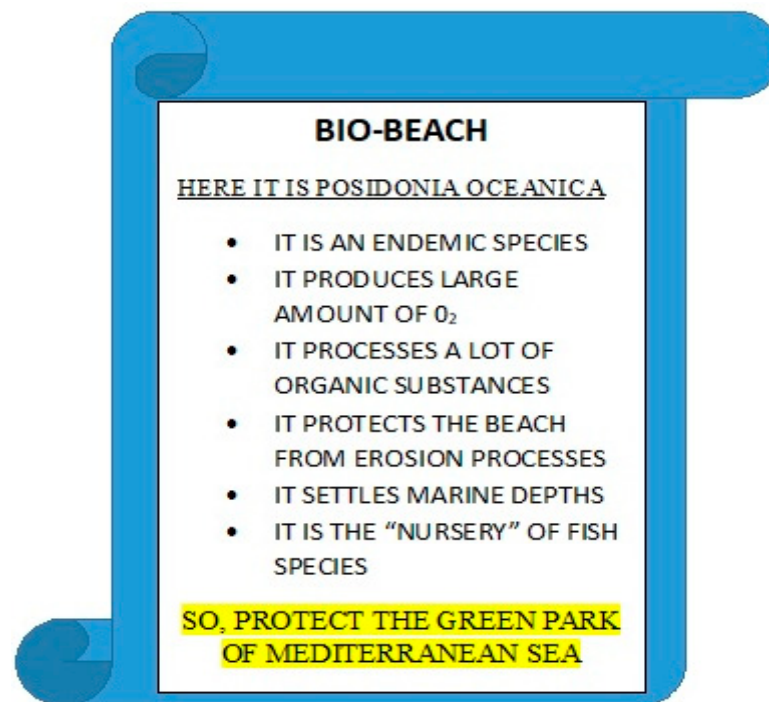 BIO-BEACH
HERE IT IS POSIDONIA OCEANICA
• IT IS AN ENDEMIC SPECIES
• IT PRODUCES LARGE
AMOUNT OF 0₂
• IT PROCESSES A LOT OF
ORGANIC SUBSTANCES
• IT PROTECTS THE BEACH
FROM EROSION PROCESSES
• IT SETTLES MARINE DEPTHS
• IT IS THE “NURSERY” OF FISH
SPECIES
SO, PROTECT THE GREEN PARK
OF MEDITERRANEAN SEA